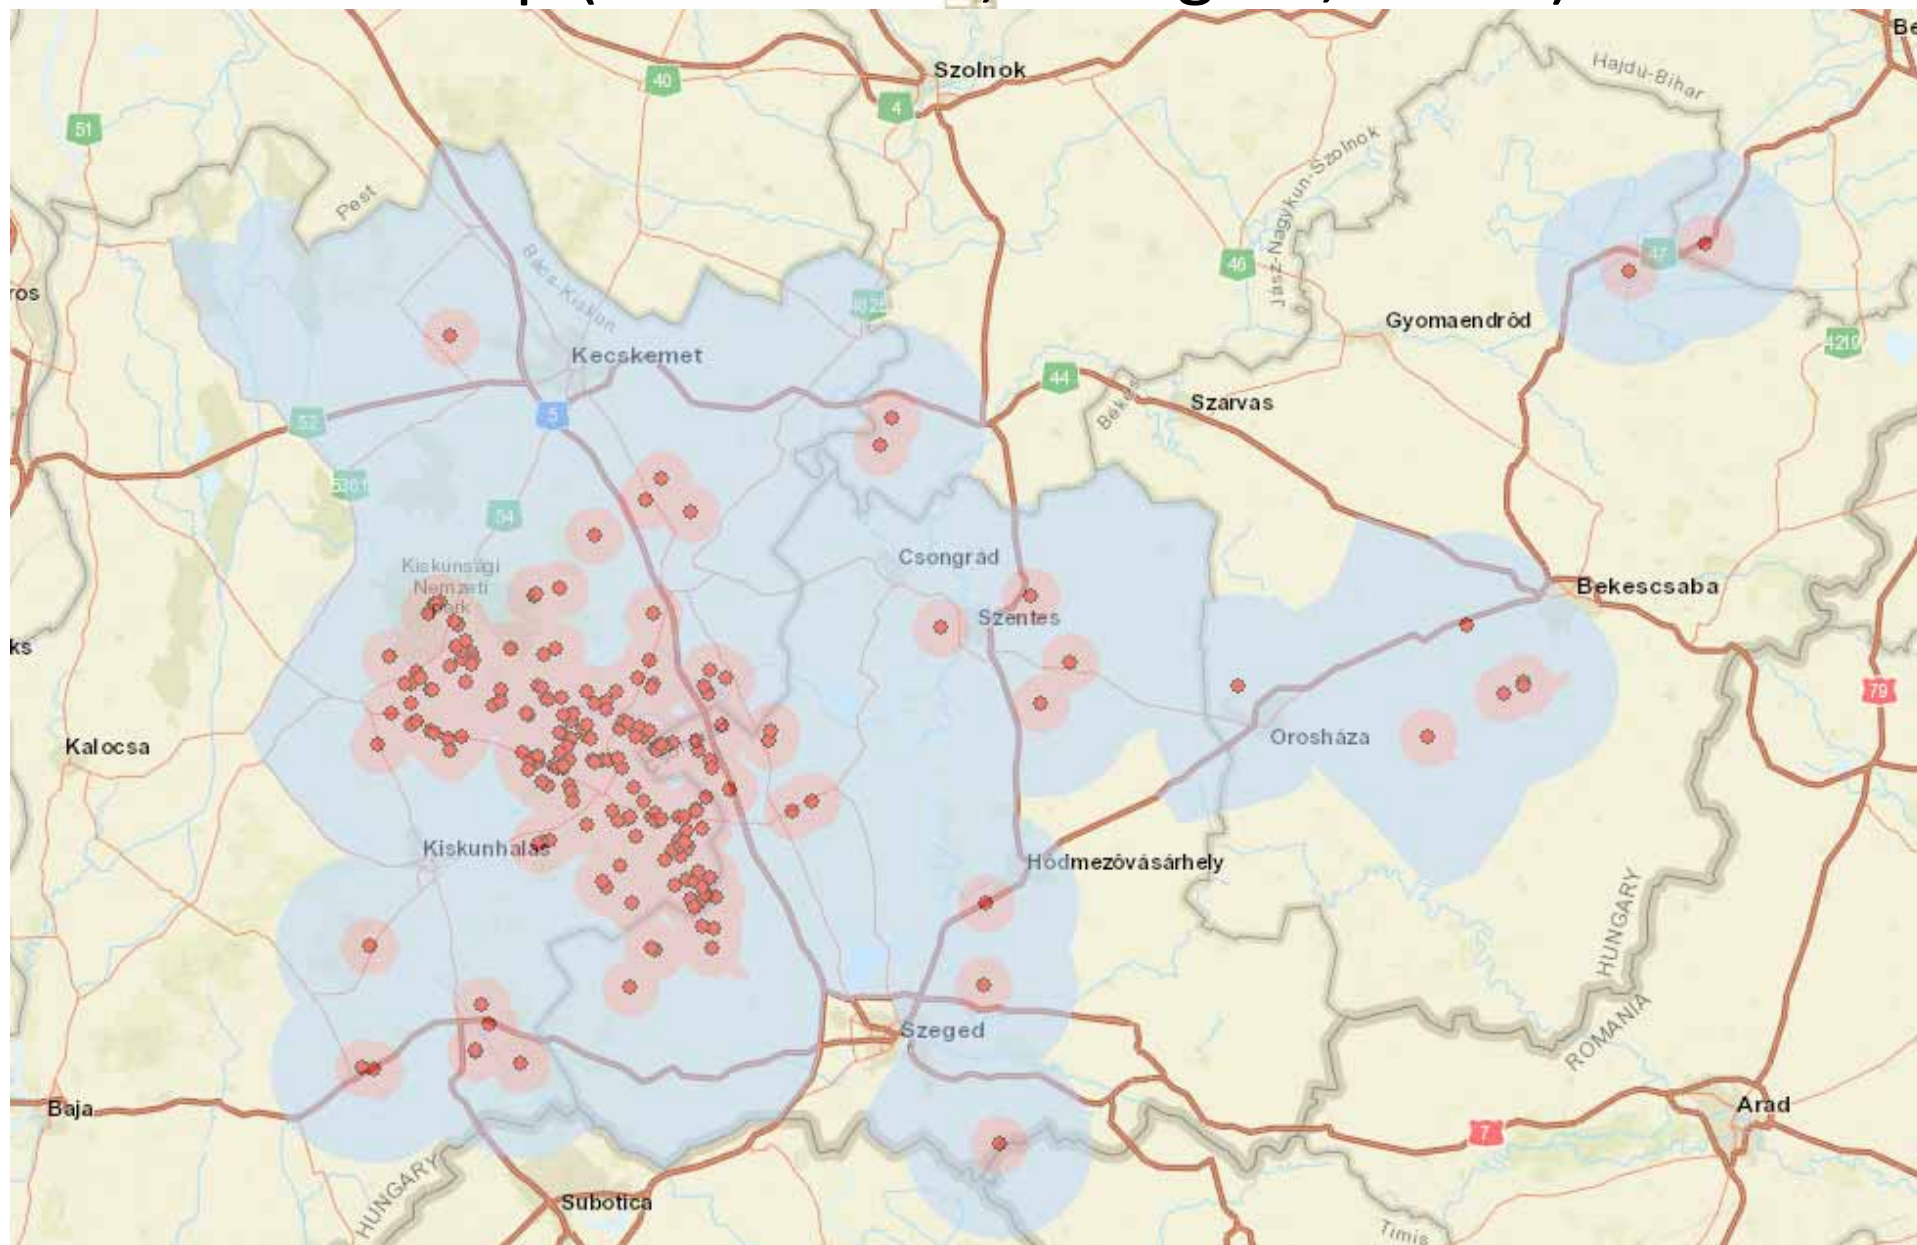 Szolnok
Hajdu-Bihar
40
4
51
Pest
Jász-Nagykun-Szolnok
Bács-Kiskun
46
47
Gyomaendrőd
4219
Kecskemet
44
Békés
Szarvas
52
5
5301
54
Csongrád
Kiskunsági
Nemzeti
Park
Szentes
Bekescsaba
79
Kalocsa
Orosháza
Kiskunhalas
Hódmezővásárhely
HUNGARY
ROMANIA
Szeged
Baja
Arad
7
HUNGARY
Subotica
Timis